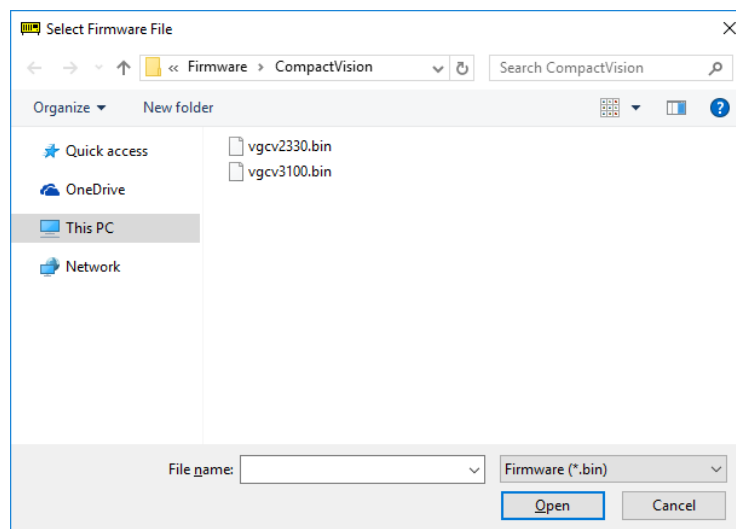 Select Firmware File
« Firmware > CompactVision
Search CompactVision
Organize
New folder
?
Quick access
OneDrive
This PC
Network
vgcv2330.bin
vgcv3100.bin
File name:
Firmware (*.bin)
Open
Cancel